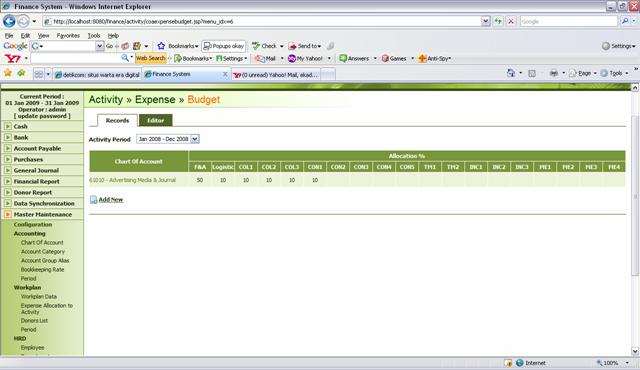 Finance System - Windows Internet Explorer
http://localhost:8080/finance/activity/coaexpensebudget.jsp?menu_idx=6
Google
File Edit View Favorites Tools Help
Google Go Bookmarks Popups okay Check Send to Settings
Web Search Bookmarks Settings Mail My Yahoo! Answers Games Anti-Spy
detikcom : situs warta era digital Finance System (0 unread) Yahoo! Mail, ekad... Page Tools
Current Period :
01 Jan 2009 - 31 Jan 2009
Operator : admin
[ update password ]
Cash
Bank
Account Payable
Purchases
General Journal
Financial Report
Donor Report
Data Synchronization
Master Maintenance
Configuration
Accounting
Chart Of Account
Account Category
Account Group Alias
Bookkeeping Rate
Period
Workplan
Workplan Data
Expense Allocation to
Activity
Donors List
Period
HRD
Employee
Activity » Expense » Budget
Records Editor
Activity Period Jan 2008 - Dec 2008
Chart Of Account Allocation %
F&A Logistic COL1 COL2 COL3 CON1 CON2 CON3 CON4 CON5 TM1 TM2 INC1 INC2 INC3 ME1 ME2 ME3 ME4
61010 - Advertising Media & Journal 50 10 10 10 10 10
Add New
Internet 100%